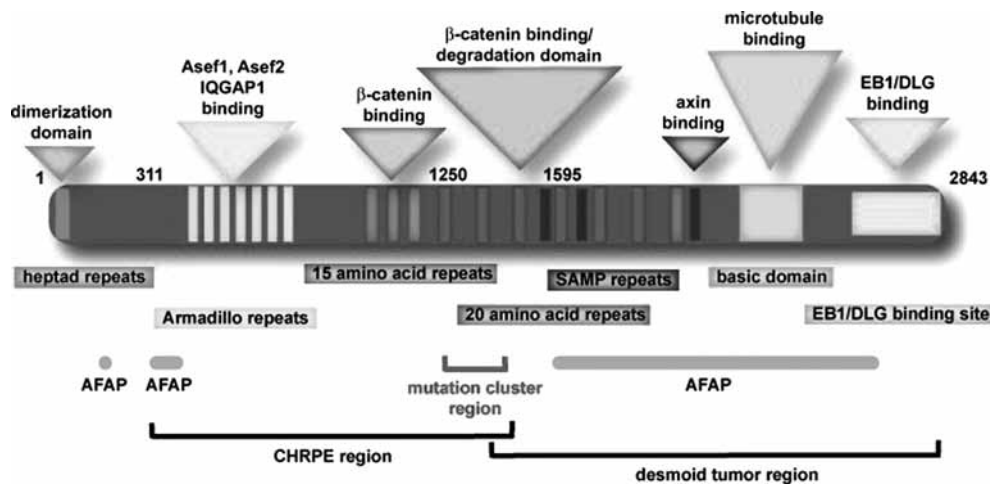 microtubule
binding
β-catenin binding/
degradation domain
Asef1, Asef2
IQGAP1
binding
β-catenin
binding
EB1/DLG
binding
axin
binding
dimerization
domain
1
311
1250
1595
2843
heptad repeats
15 amino acid repeats
SAMP repeats
basic domain
Armadillo repeats
20 amino acid repeats
EB1/DLG binding site
AFAP
AFAP
mutation cluster
region
AFAP
CHRPE region
desmoid tumor region